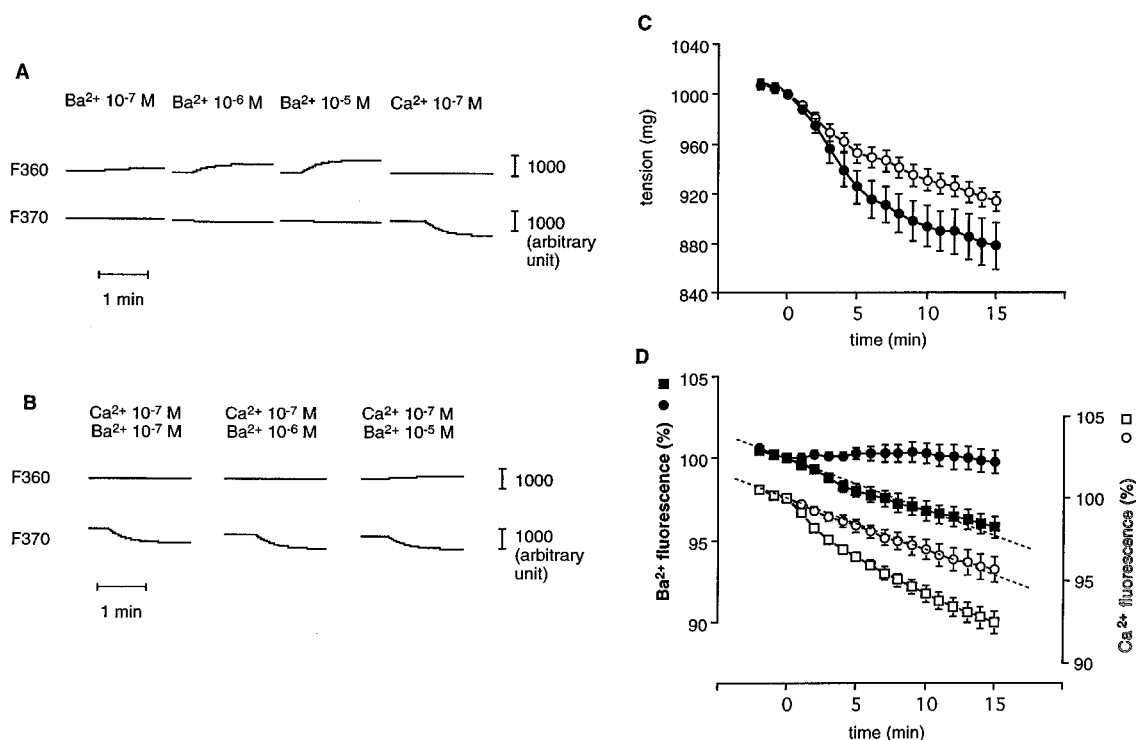 A
Ba2+ 10-7 M Ba2+ 10-6 M Ba2+ 10-5 M Ca2+ 10-7 M
F360
1000
F370
1000
(arbitrary
unit)
1 min
B
Ca2+ 10-7 M Ca2+ 10-7 M Ca2+ 10-7 M
Ba2+ 10-7 M Ba2+ 10-6 M Ba2+ 10-5 M
F360
1000
F370
1000
(arbitrary
unit)
1 min
C
1040
1000
960
920
880
840
tension (mg)
0 5 10 15
time (min)
D
105
100
95
90
Ba2+ fluorescence (%)
105
100
95
90
Ca2+ fluorescence (%)
0 5 10 15
time (min)